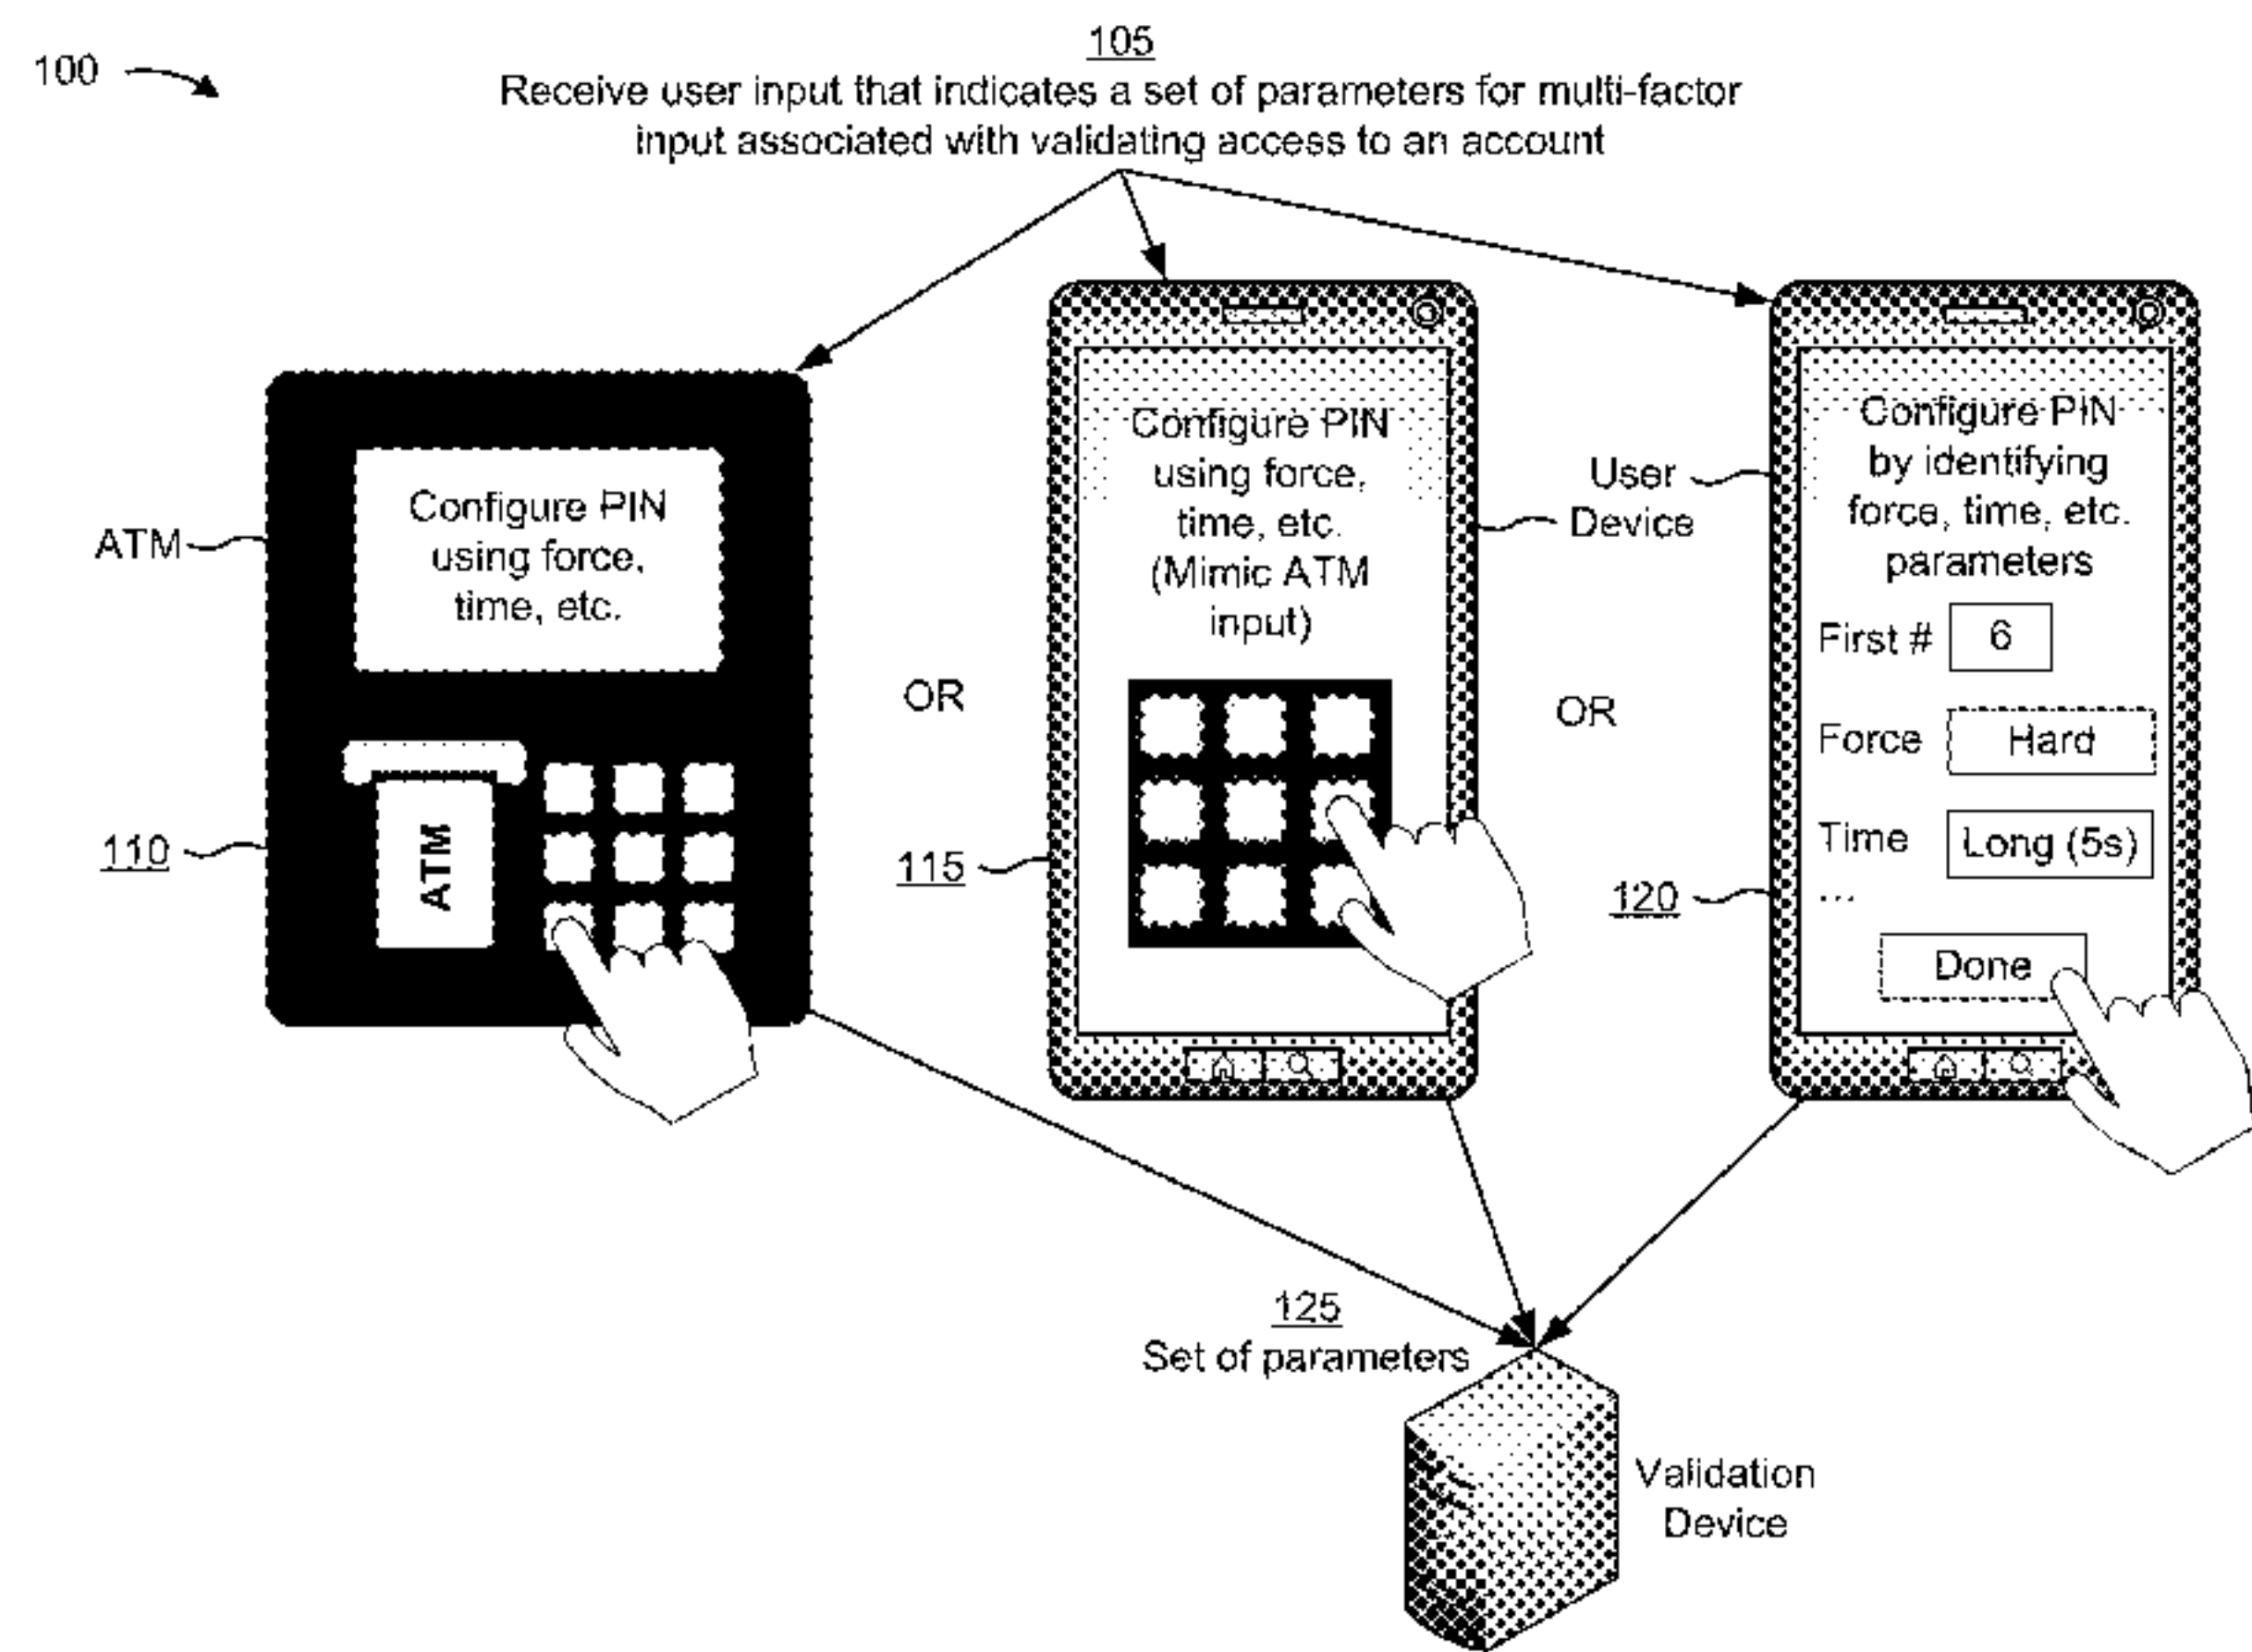 100
105
Receive user input that indicates a set of parameters for multi-factor
input associated with validating access to an account
ATM
110
Configure PIN
using force,
time, etc.
ATM
OR
115
Configure PIN
using force,
time, etc.
(Mimic ATM
input)
User
Device
OR
120
Configure PIN
by identifying
force, time, etc.
parameters
First # 6
Force Hard
Time Long (5s)
...
Done
125
Set of parameters
Validation
Device